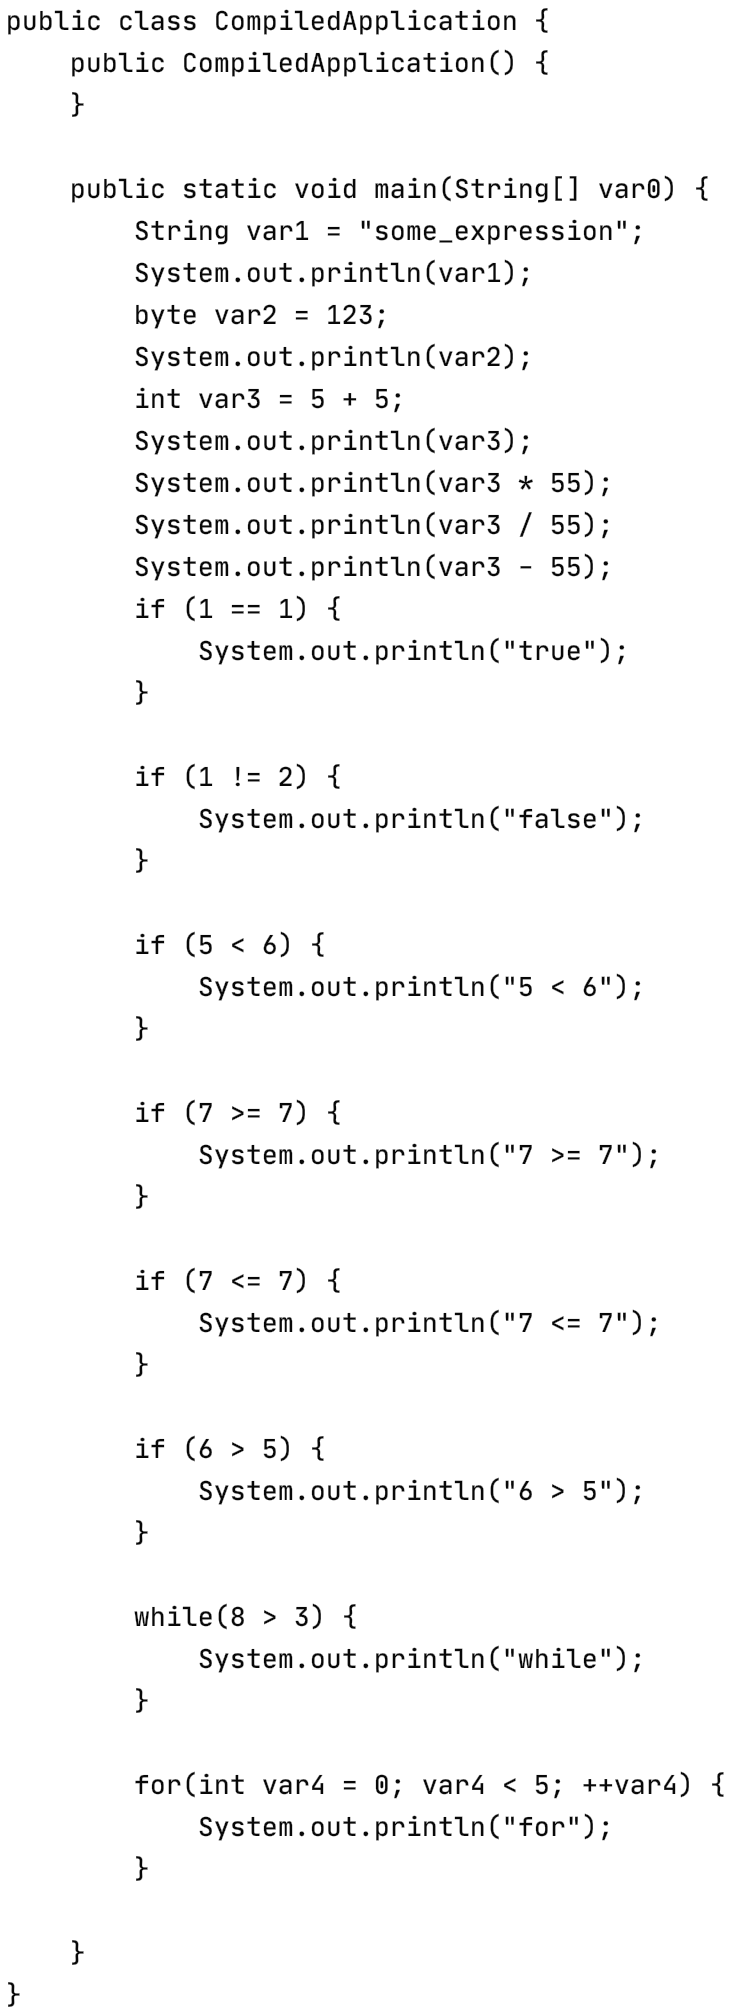 public class CompiledApplication {
    public CompiledApplication() {
    }

    public static void main(String[] var0) {
        String var1 = "some_expression";
        System.out.println(var1);
        byte var2 = 123;
        System.out.println(var2);
        int var3 = 5 + 5;
        System.out.println(var3);
        System.out.println(var3 * 55);
        System.out.println(var3 / 55);
        System.out.println(var3 - 55);
        if (1 == 1) {
            System.out.println("true");
        }

        if (1 != 2) {
            System.out.println("false");
        }

        if (5 < 6) {
            System.out.println("5 < 6");
        }

        if (7 >= 7) {
            System.out.println("7 >= 7");
        }

        if (7 <= 7) {
            System.out.println("7 <= 7");
        }

        if (6 > 5) {
            System.out.println("6 > 5");
        }

        while(8 > 3) {
            System.out.println("while");
        }

        for(int var4 = 0; var4 < 5; ++var4) {
            System.out.println("for");
        }

    }
}